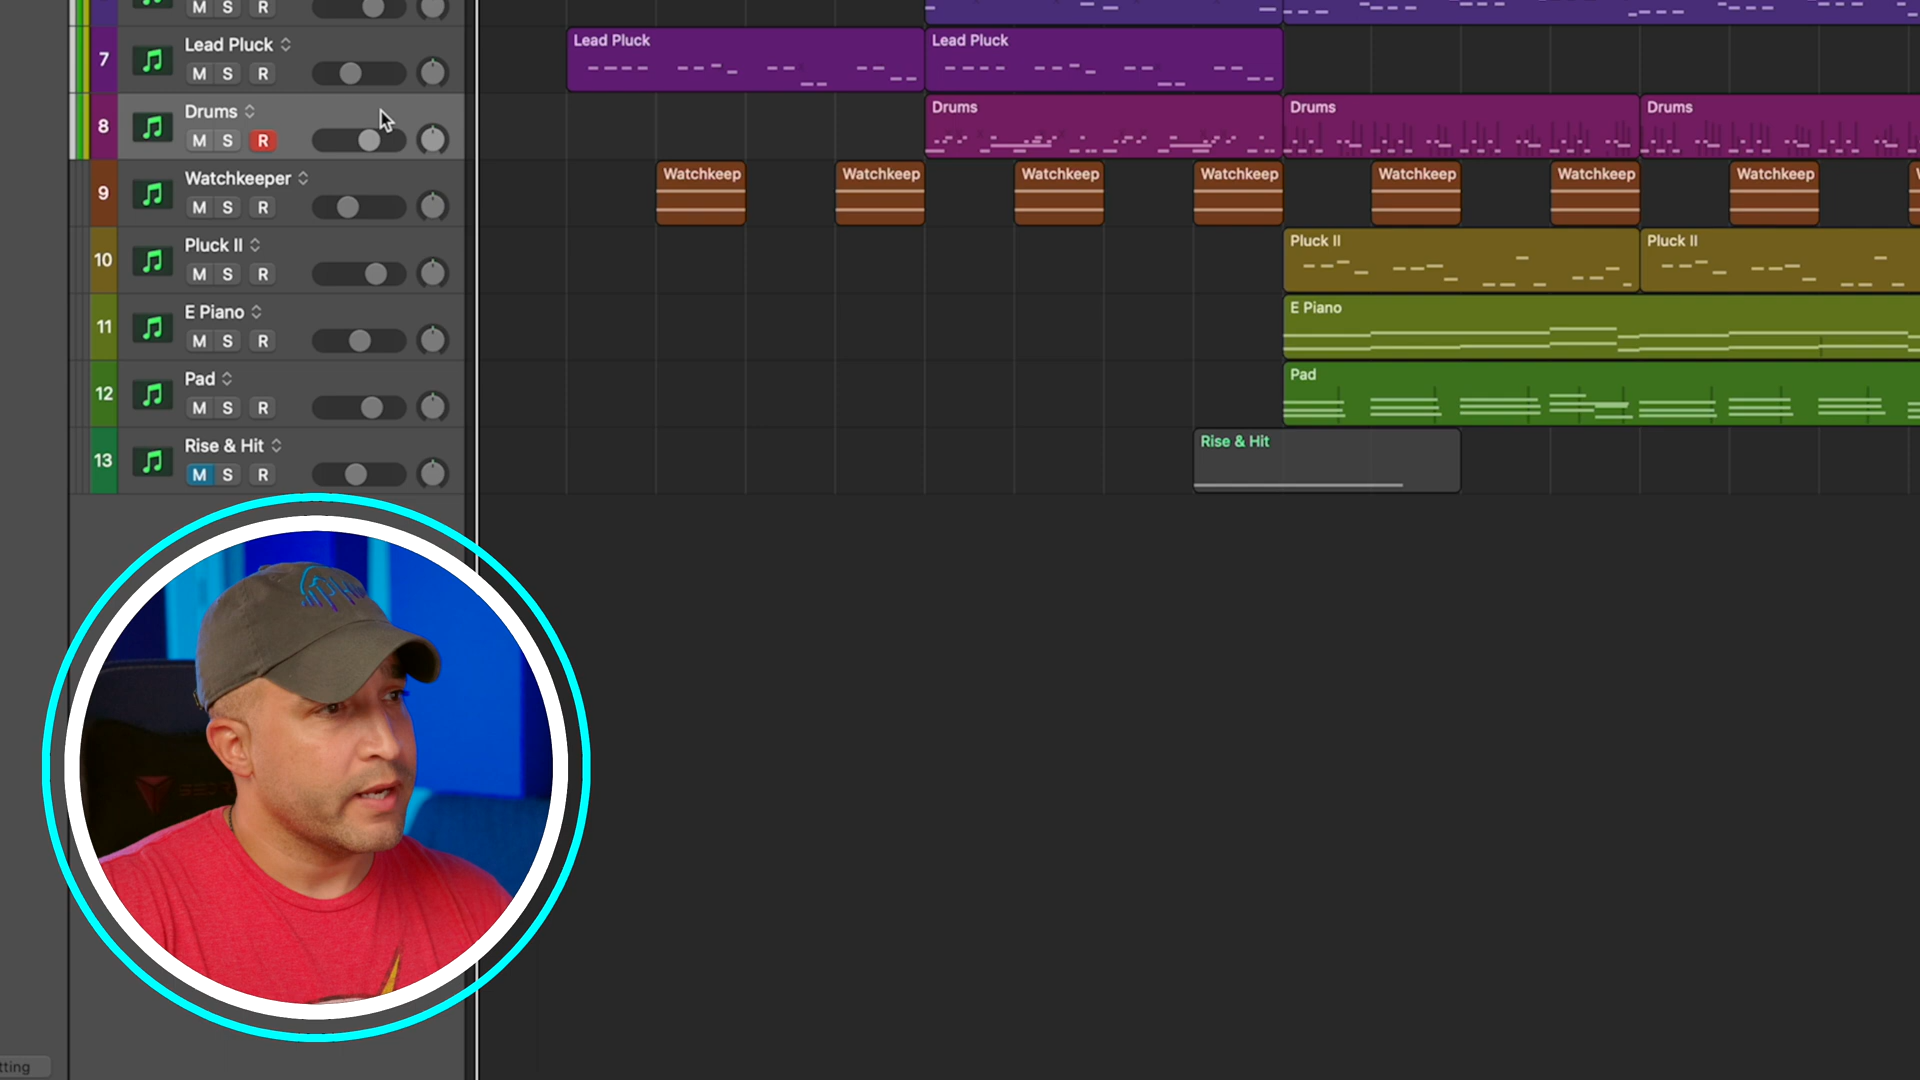 M S R
7
Lead Pluck
M S R
Lead Pluck
Lead Pluck
8
Drums
M S R
Drums
Drums
Drums
9
Watchkeeper
M S R
Watchkeep
Watchkeep
Watchkeep
Watchkeep
Watchkeep
Watchkeep
Watchkeep
10
Pluck II
M S R
Pluck II
Pluck II
11
E Piano
M S R
E Piano
12
Pad
M S R
Pad
13
Rise & Hit
M S R
Rise & Hit
tting